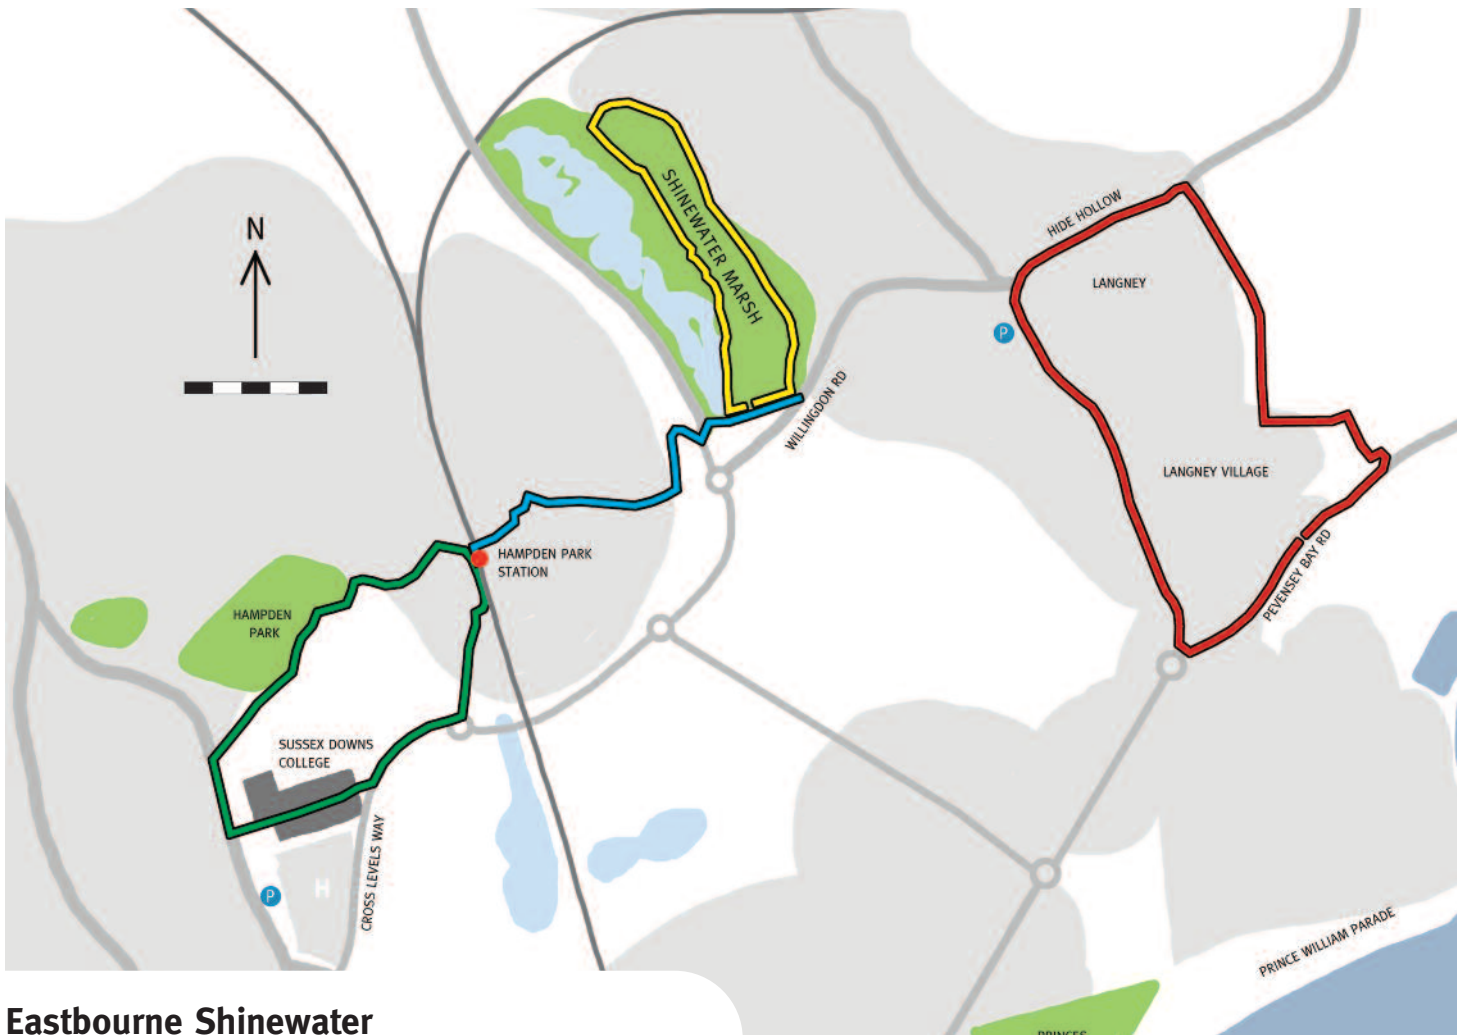 N
SHINEWATER MARSH
HIDE HOLLOW
LANGNEY
P
WILLINGDON RD
LANGNEY VILLAGE
HAMPDEN PARK
STATION
PEVENSEY BAY RD
HAMPDEN
PARK
SUSSEX DOWNS
COLLEGE
CROSS LEVELS WAY
H
P
PRINCE WILLIAM PARADE
PRINCES
Eastbourne Shinewater